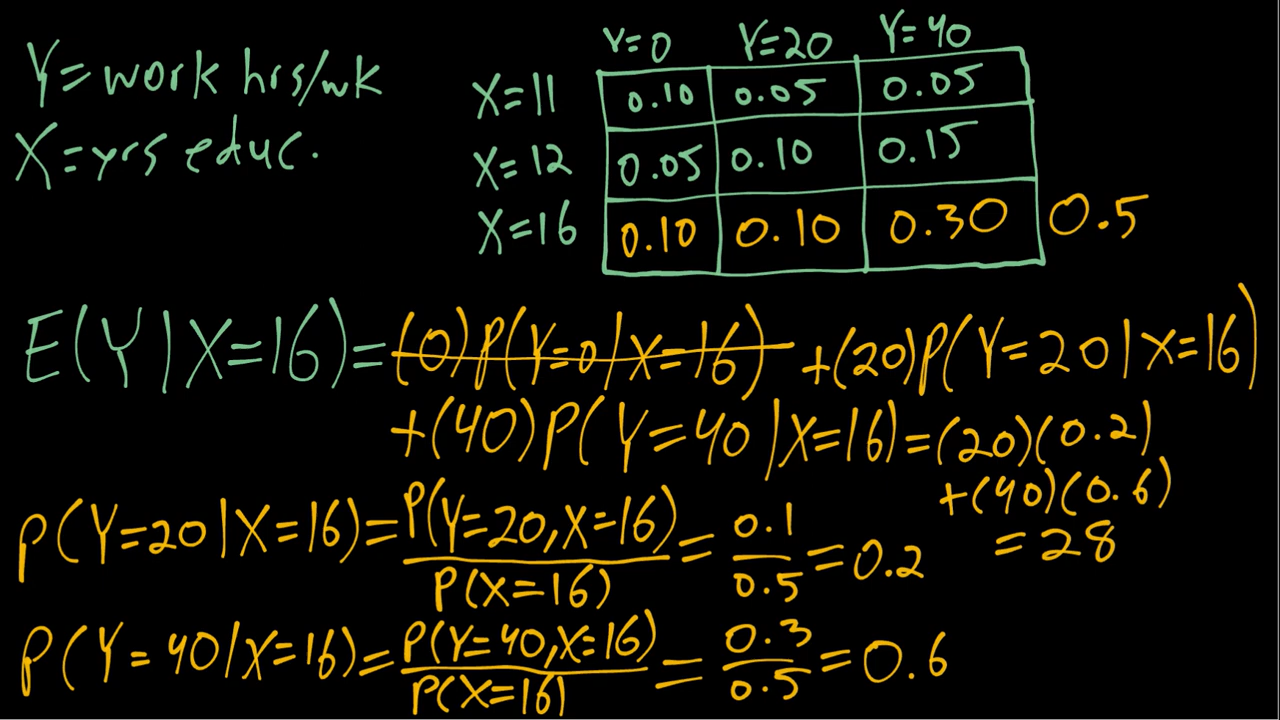 Y=work hrs/wk
X=yrs educ.
Y=0 Y=20 Y=40
X=11 0.10 0.05 0.05
X=12 0.05 0.10 0.15
X=16 0.10 0.10 0.30 0.5
E(Y|X=16)=(0)P(Y=0|X=16) +(20)P(Y=20|X=16)
+(40)P(Y=40|X=16)=(20)(0.2)
+(40)(0.6)
=28
P(Y=20|X=16)=P(Y=20,X=16)/P(X=16)=0.1/0.5=0.2
P(Y=40|X=16)=P(Y=40,X=16)/P(X=16)=0.3/0.5=0.6